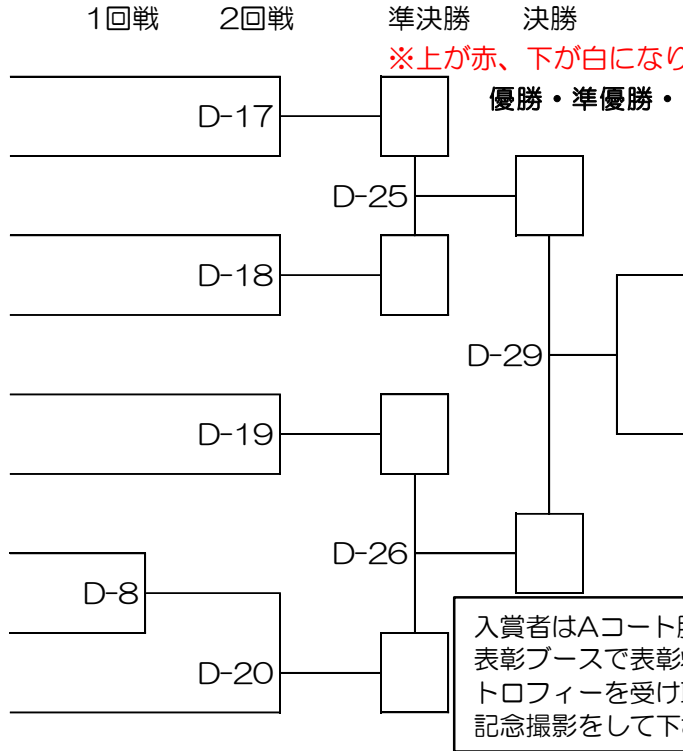 1回戦 2回戦 準決勝 決勝
※上が赤、下が白になり
優勝・準優勝・
D-17
D-25
D-18
D-29
D-19
D-26
D-8
D-20
入賞者はAコート
表彰ブースで表彰
トロフィーを受け
記念撮影をして下